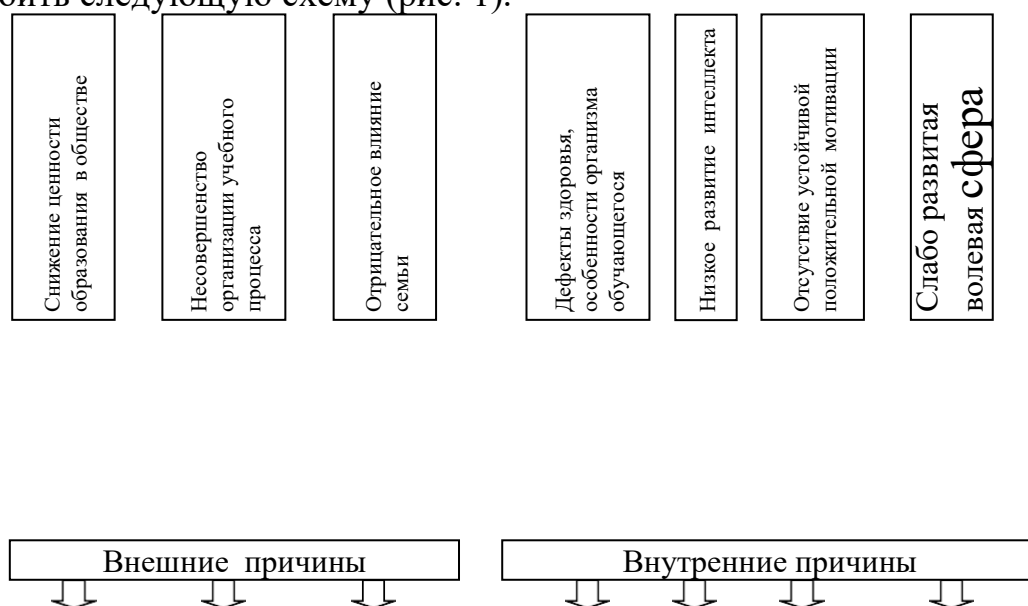 следующую схему (рис. 1).
Снижение ценности
образования в обществе
Несовершенство
организации учебного
процесса
Отрицательное влияние
семьи
Дефекты здоровья,
особенности организма
обучающегося
Низкое развитие интеллекта
Отсутствие устойчивой
положительной мотивации
Слабо развитая
волевая сфера
Внешние причины
Внутренние причины